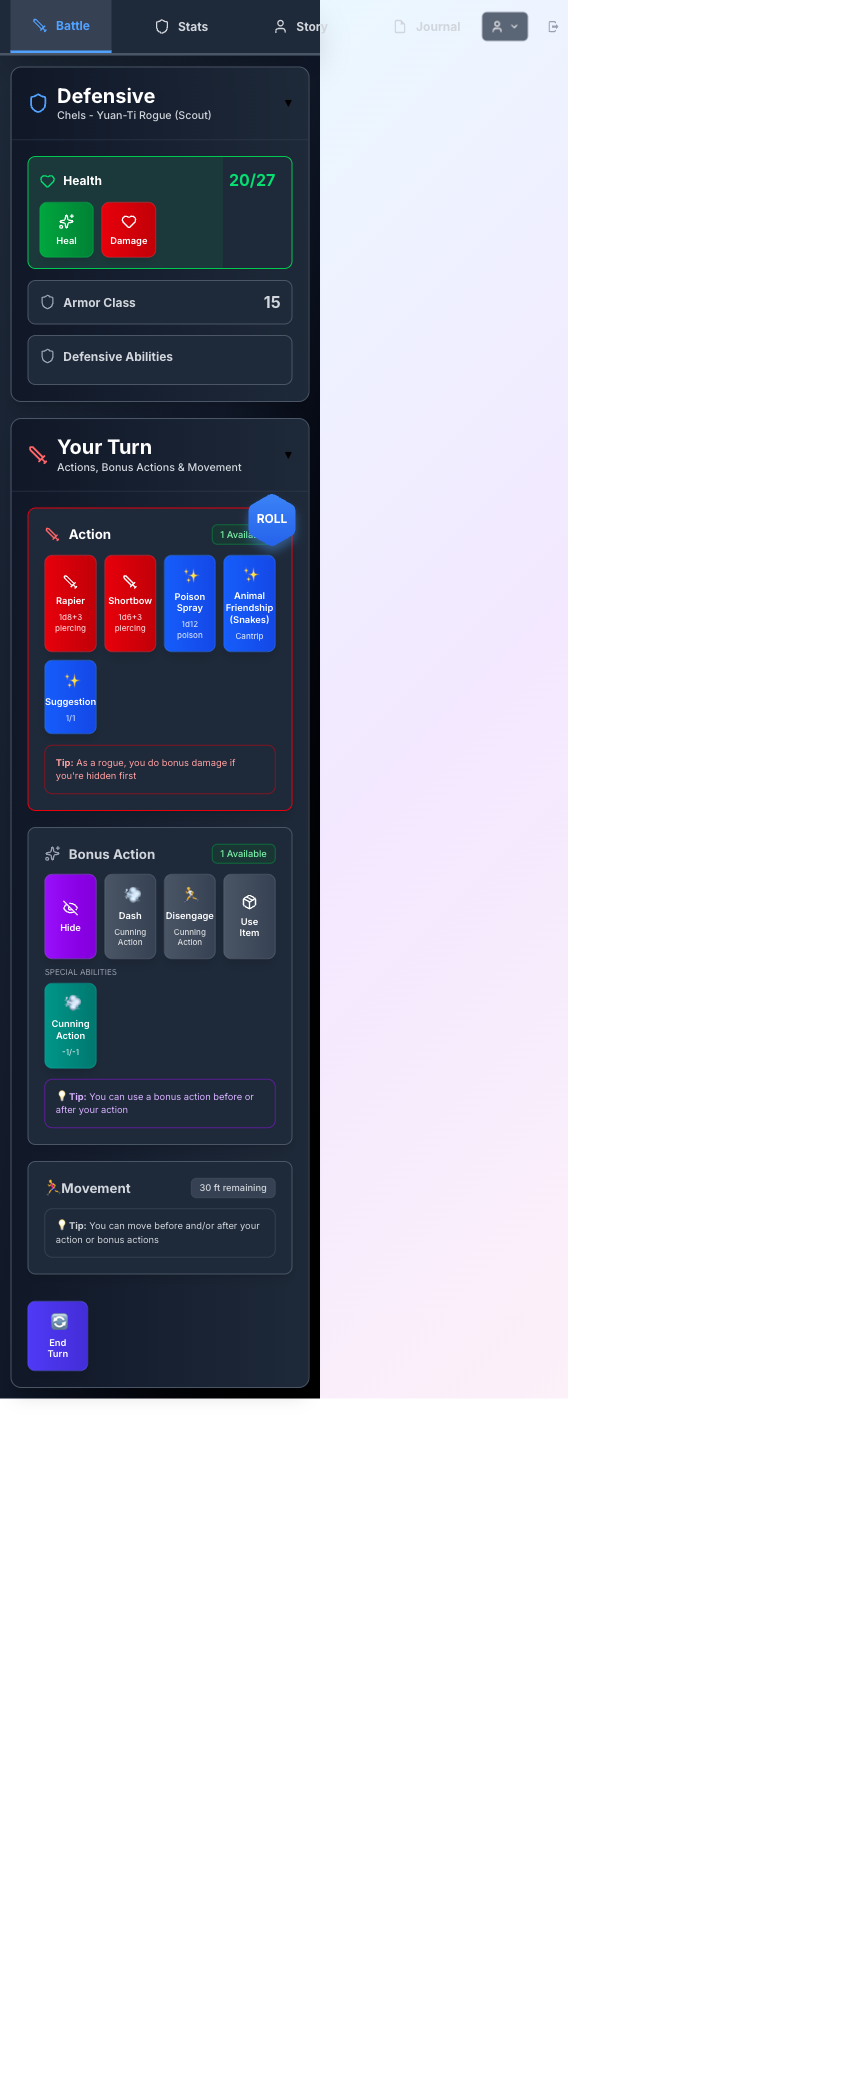 Battle
Stats
Story
Journal
Defensive
Chels - Yuan-Ti Rogue (Scout)
▼
Health
20/27
Heal
Damage
Armor Class
15
Defensive Abilities
Your Turn
Actions, Bonus Actions & Movement
▼
Action
1 Availa
ROLL
Rapier
1d8+3
piercing
Shortbow
1d6+3
piercing
Poison
Spray
1d12
poison
Animal
Friendship
(Snakes)
Cantrip
Suggestion
1/1
Tip: As a rogue, you do bonus damage if
you're hidden first
Bonus Action
1 Available
Hide
Dash
Cunning
Action
Disengage
Cunning
Action
Use
Item
SPECIAL ABILITIES
Cunning
Action
-1/-1
Tip: You can use a bonus action before or
after your action
Movement
30 ft remaining
Tip: You can move before and/or after your
action or bonus actions
End
Turn